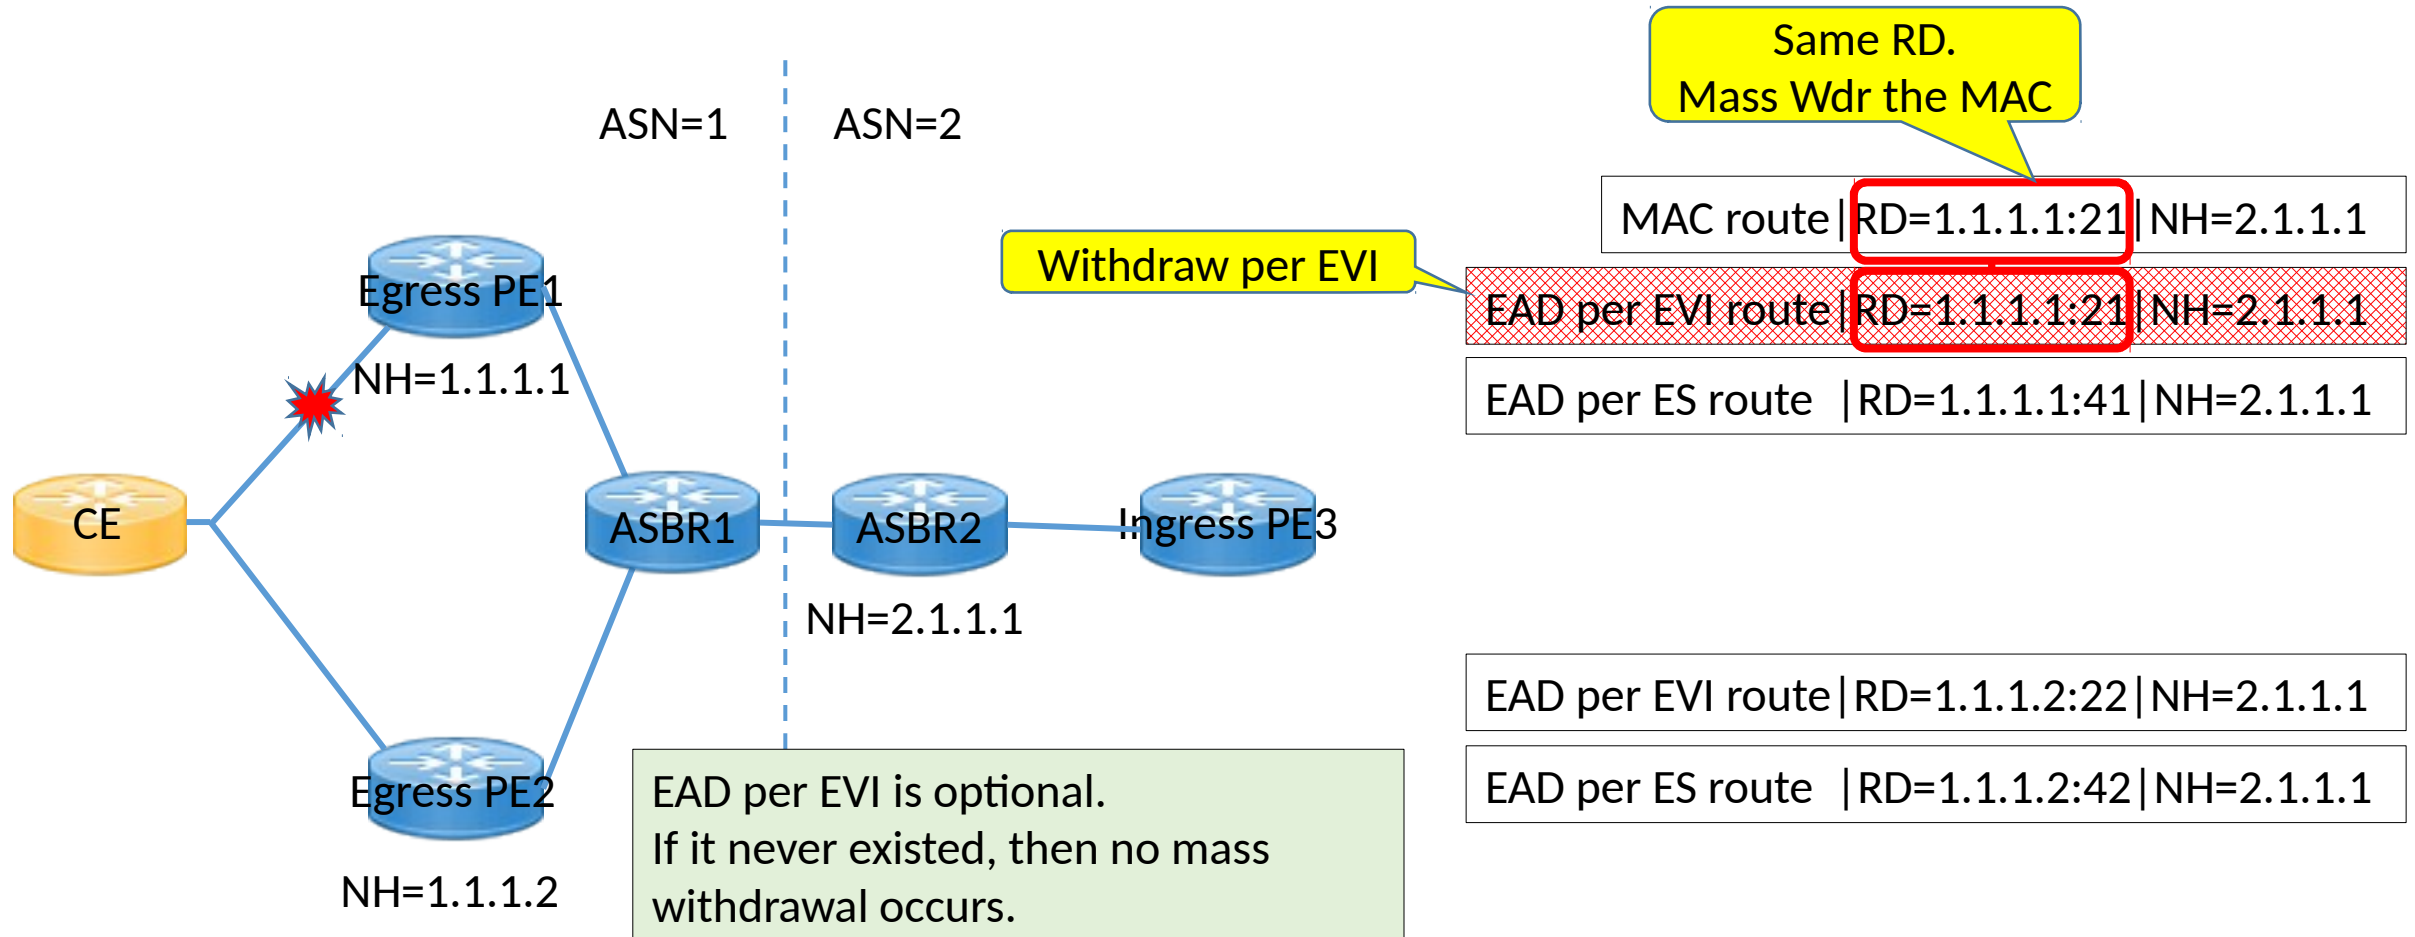 Same RD.
Mass Wdr the MAC
ASN=1
ASN=2
MAC route|RD=1.1.1.1:21|NH=2.1.1.1
Withdraw per EVI
EAD per EVI route|RD=1.1.1.1:21|NH=2.1.1.1
EAD per ES route |RD=1.1.1.1:41|NH=2.1.1.1
Egress PE1
NH=1.1.1.1
CE
ASBR1
ASBR2
Ingress PE3
NH=2.1.1.1
EAD per EVI route|RD=1.1.1.2:22|NH=2.1.1.1
EAD per ES route |RD=1.1.1.2:42|NH=2.1.1.1
Egress PE2
NH=1.1.1.2
EAD per EVI is optional.
If it never existed, then no mass
withdrawal occurs.